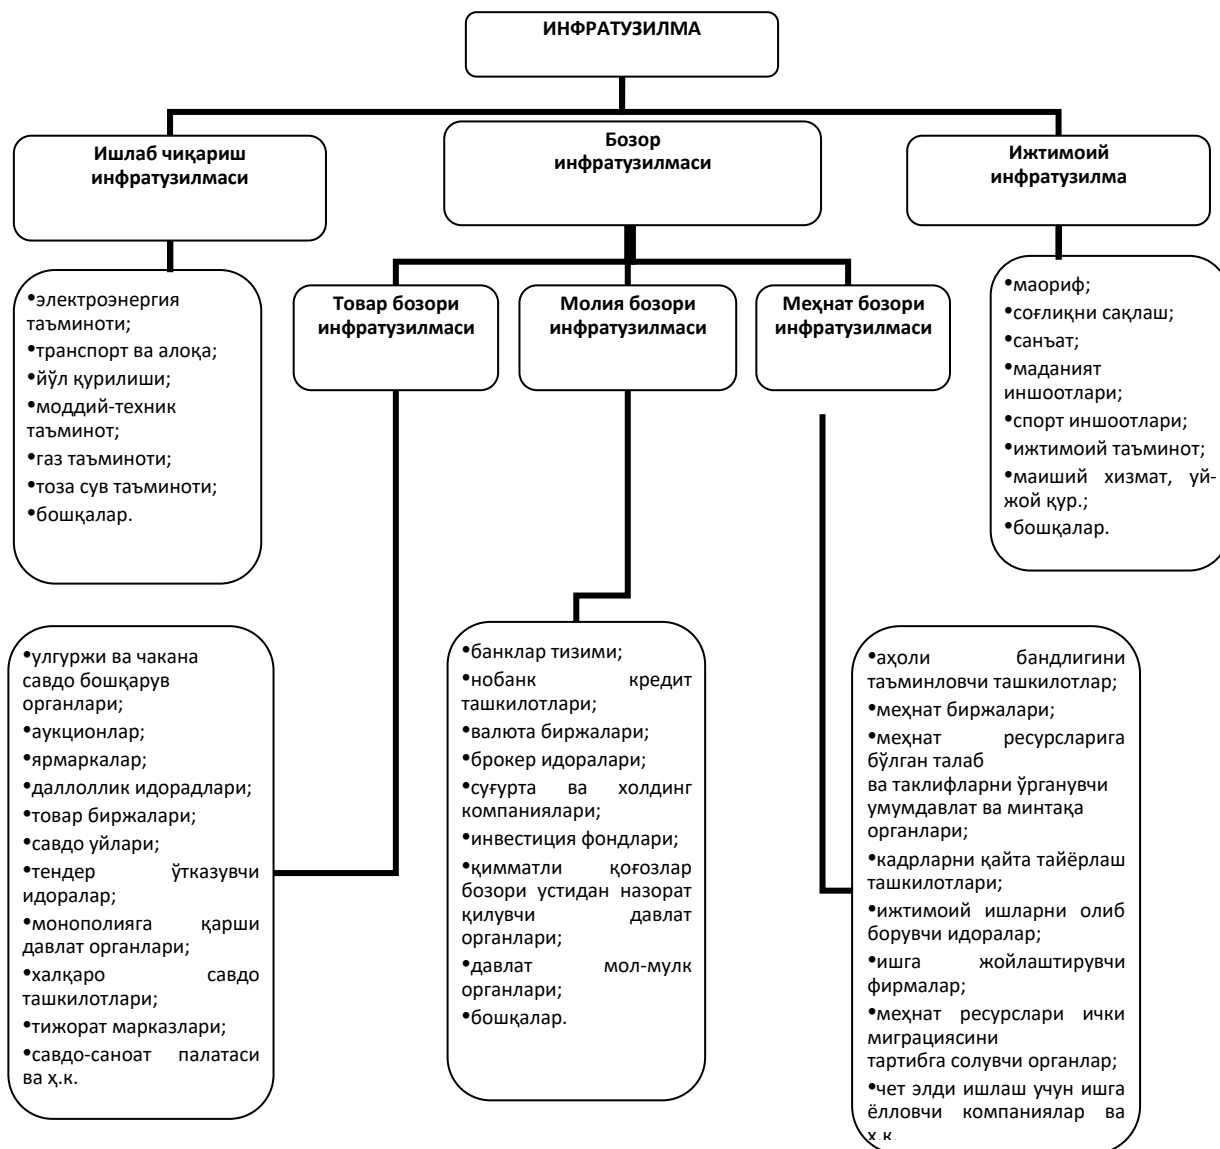 ИНФРАТУЗИЛМА
Ишлаб чиқариш
инфратузилмаси
Бозор
инфратузилмаси
Ижтимоий
инфратузилма
•электроэнергия
таъминоти;
•транспорт ва алоқа;
•йўл қурилиши;
•моддий-техник
таъминот;
•газ таъминоти;
•тоза сув таъминоти;
•бошқалар.
Товар бозори
инфратузилмаси
Молия бозори
инфратузилмаси
Меҳнат бозори
инфратузилмаси
•маориф;
•соғлиқни сақлаш;
•санъат;
•маданият
иншоотлари;
•спорт иншоотлари;
•ижтимоий таъминот;
•маиший хизмат, уй-
жой қур.;
•бошқалар.
•улгуржи ва чакана
савдо бошқарув
органлари;
•аукционлар;
•ярмаркалар;
•даллоллик идорадлари;
•товар биржалари;
•савдо уйлари;
•тендер ўтказувчи
идоралар;
•монополияга қарши
давлат органлари;
•халқаро савдо
ташкилотлари;
•тижорат марказлари;
•савдо-саноат палатаси
ва ҳ.к.
•банклар тизими;
•нобанк кредит
ташкилотлари;
•валюта биржалари;
•брокер идоралари;
•суғурта ва холдинг
компаниялари;
•инвестиция фондлари;
•қимматли қоғозлар
бозори устидан назорат
қилувчи давлат
органлари;
•давлат мол-мулк
органлари;
•бошқалар.
•аҳоли бандлигини
таъминловчи ташкилотлар;
•меҳнат биржалари;
•меҳнат ресурсларига
бўлган талаб
ва таклифларни ўрганувчи
умумдавлат ва минтақа
органлари;
•кадрларни қайта тайёрлаш
ташкилотлари;
•ижтимоий ишларни олиб
борувчи идоралар;
•ишга жойлаштирувчи
фирмалар;
•меҳнат ресурслари ички
миграциясини
тартибга солувчи органлар;
•чет элди ишлаш учун ишга
ёлловчи компаниялар ва
ҳ.к.